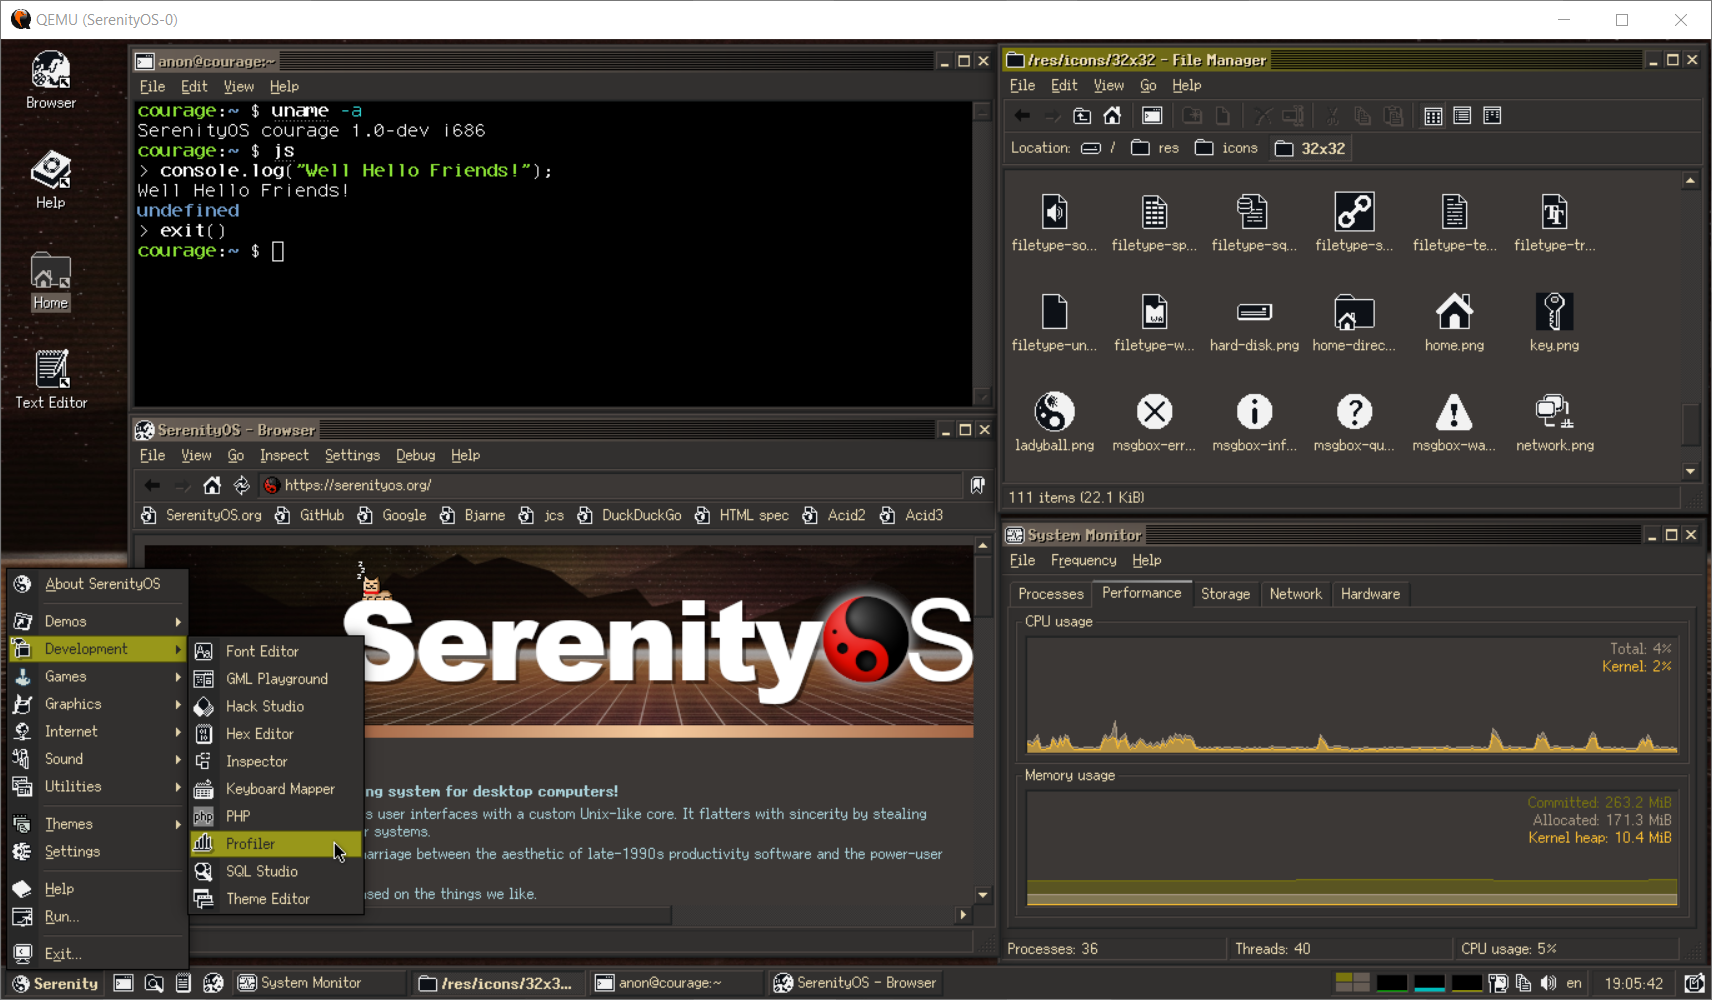 QEMU (SerenityOS-0)
Browser
Help
Home
Text Editor
anon@courage:~
File Edit View Help
courage:~ $ uname -a
SerenityOS courage 1.0-dev i686
courage:~ $ js
> console.log("Well Hello Friends!");
Well Hello Friends!
undefined
> exit()
courage:~ $
/res/icons/32x32 - File Manager
File Edit View Go Help
Location: / res icons 32x32
filetype-so... filetype-sp... filetype-sq... filetype-s... filetype-te... filetype-tr...
filetype-un... filetype-w... hard-disk.png home-direc... home.png key.png
ladyball.png msgbox-err... msgbox-inf... msgbox-qu... msgbox-wa... network.png
111 items (22.1 KiB)
SerenityOS - Browser
File View Go Inspect Settings Debug Help
https://serenityos.org/
SerenityOS.org GitHub Google Bjarne jcs DuckDuckGo HTML spec Acid2 Acid3
z
z
z
SerenityOS
ng system for desktop computers!
s user interfaces with a custom Unix-like core. It flatters with sincerity by stealing
r systems.
arriage between the aesthetic of late-1990s productivity software and the power-user
sed on the things we like.
System Monitor
File Frequency Help
Processes Performance Storage Network Hardware
CPU usage
Total: 4%
Kernel: 2%
Memory usage
Committed: 263.2 MiB
Allocated: 171.3 MiB
Kernel heap: 10.4 MiB
Processes: 36 Threads: 40 CPU usage: 5%
About SerenityOS
Demos
Development
Games
Graphics
Internet
Sound
Utilities
Themes
Settings
Help
Run...
Exit...
Font Editor
GML Playground
Hack Studio
Hex Editor
Inspector
Keyboard Mapper
php PHP
Profiler
SQL Studio
Theme Editor
Serenity System Monitor /res/icons/32x3... anon@courage:~ SerenityOS - Browser en 19:05:42